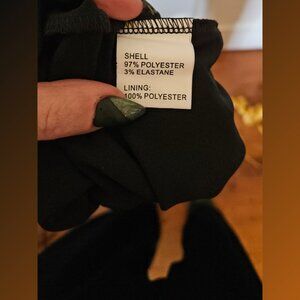 SHELL
97% POLYESTER
3% ELASTANE
LINING:
100% POLYESTER